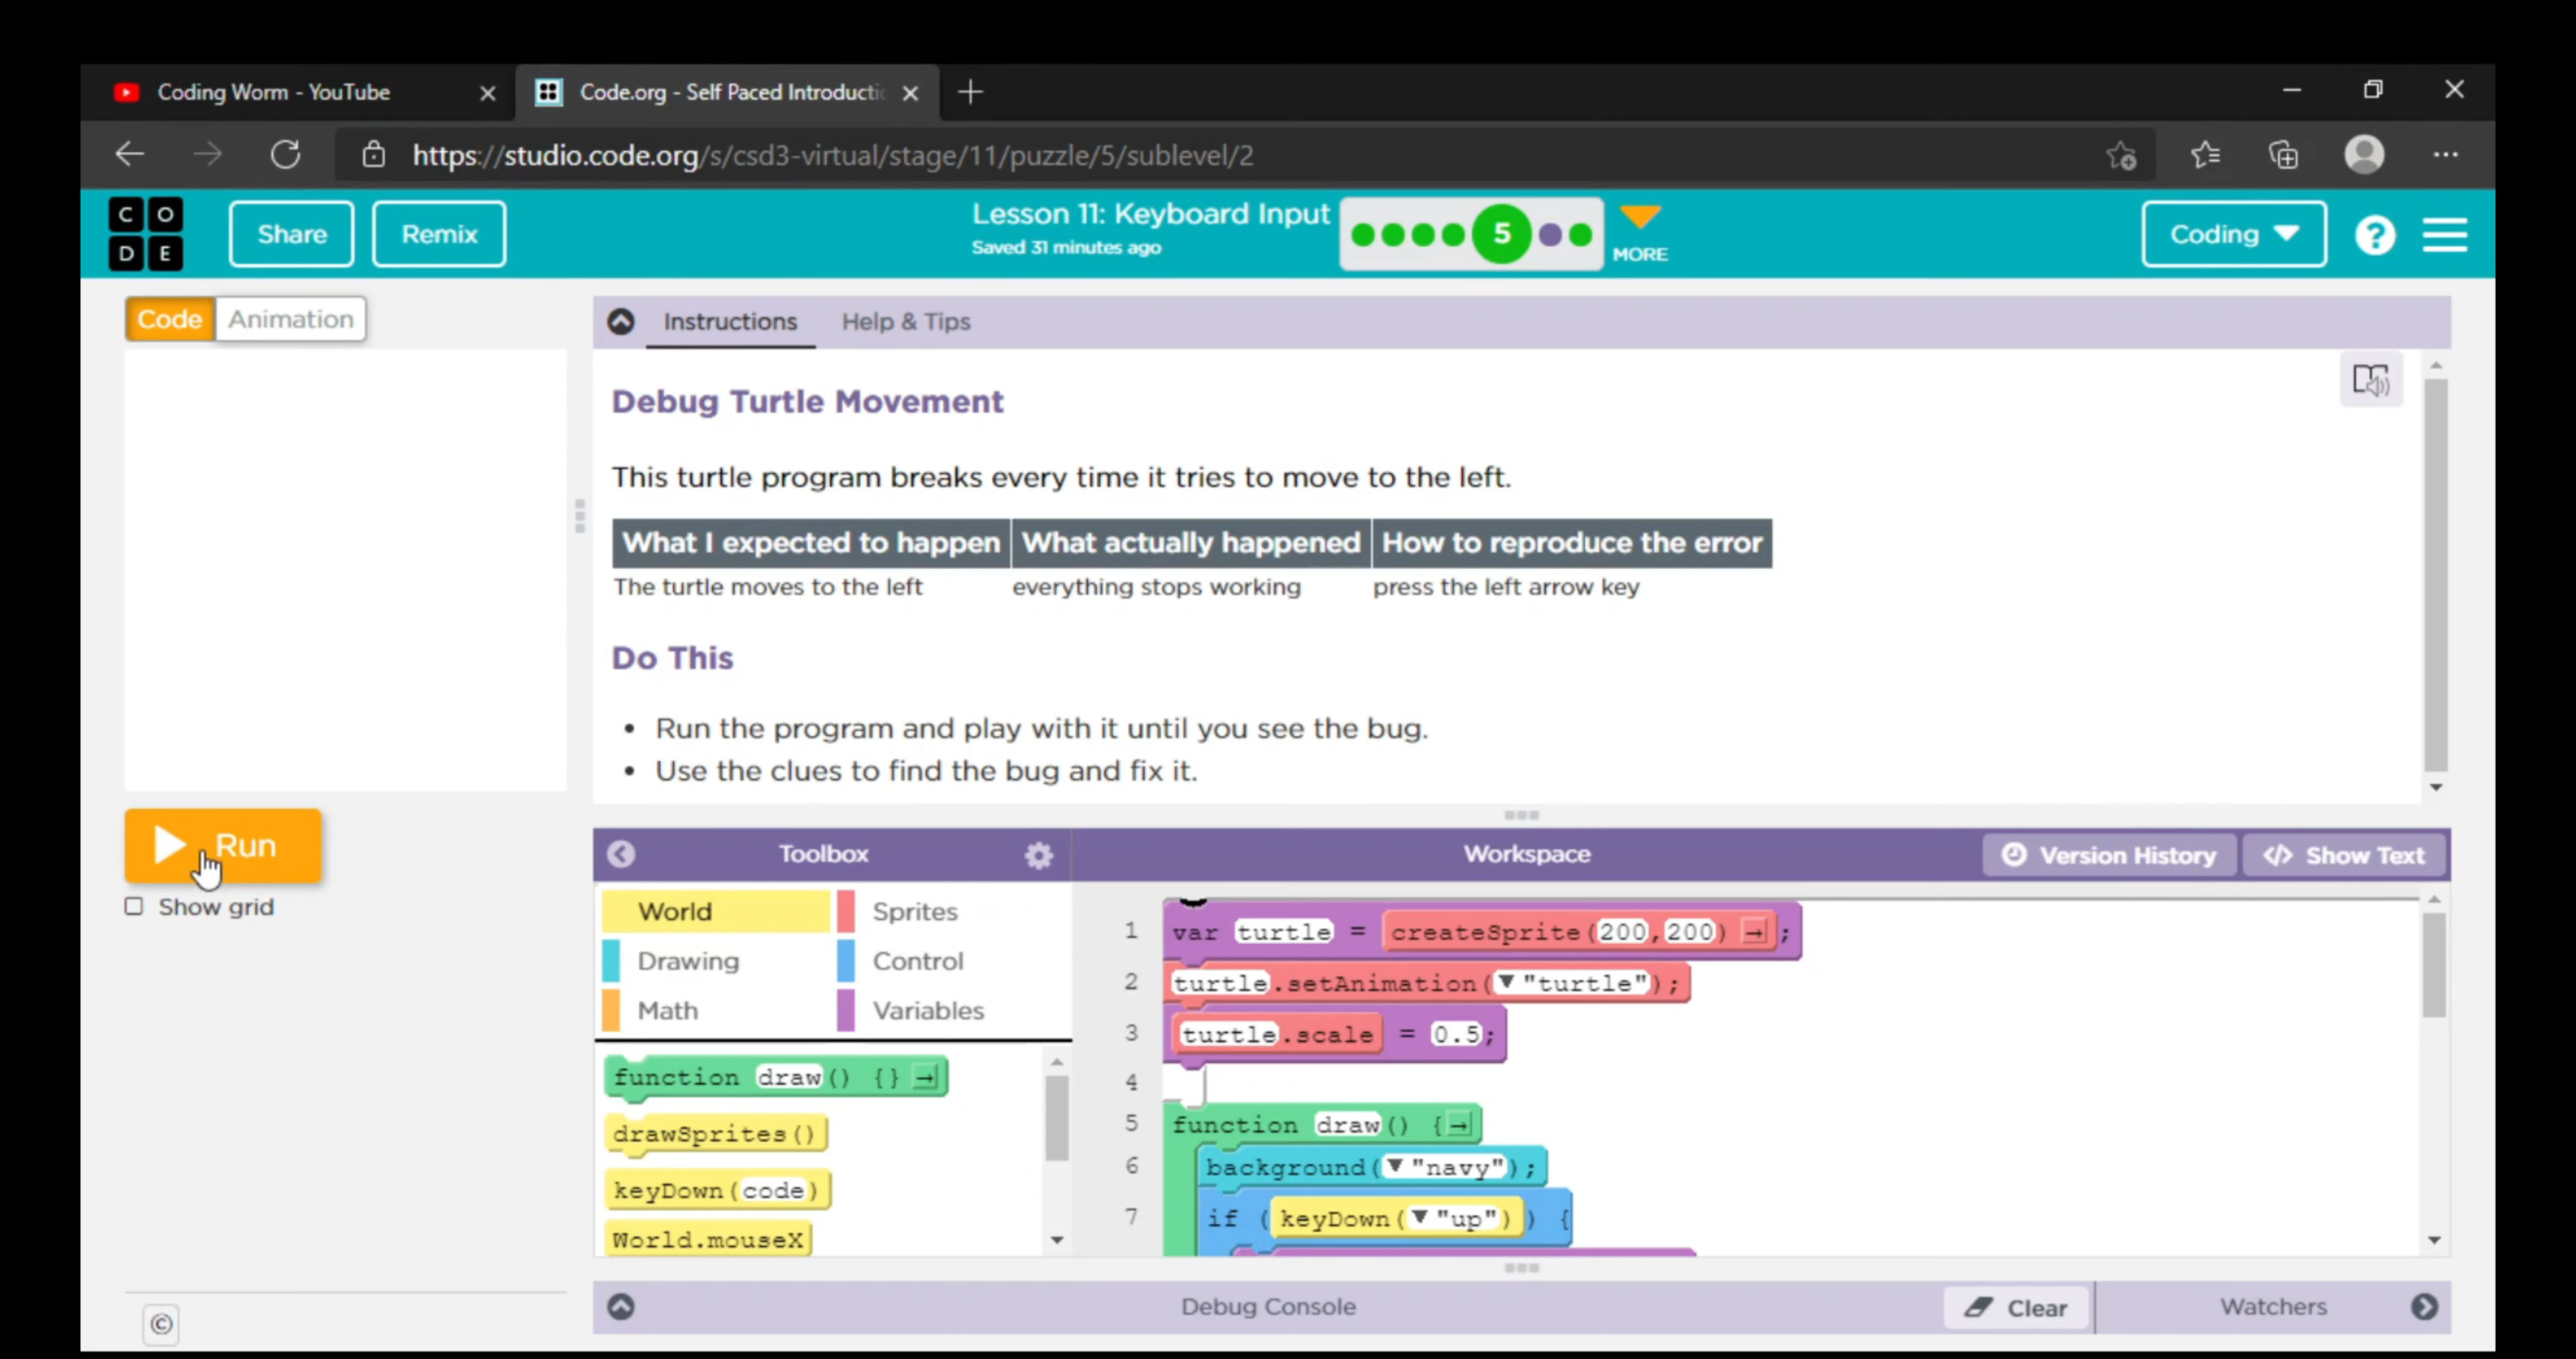 Coding Worm - YouTube
Code.org - Self Paced Introducti
https://studio.code.org/s/csd3-virtual/stage/11/puzzle/5/sublevel/2
C O
D E
Share
Remix
Lesson 11: Keyboard Input
Saved 31 minutes ago
5
MORE
Coding
?
Code
Animation
Instructions
Help & Tips
Debug Turtle Movement
This turtle program breaks every time it tries to move to the left.
What I expected to happen What actually happened How to reproduce the error
The turtle moves to the left everything stops working press the left arrow key
Do This
• Run the program and play with it until you see the bug.
• Use the clues to find the bug and fix it.
Run
Show grid
Toolbox
Workspace
Version History
</> Show Text
World
Sprites
Drawing
Control
Math
Variables
function draw() {}
drawSprites()
keyDown(code)
World.mouseX
1 var turtle = createSprite(200,200) ;
2 turtle.setAnimation( "turtle");
3 turtle.scale = 0.5;
4
5 function draw() {
6 background( "navy");
7 if (keyDown( "up")) {
Debug Console
Clear
Watchers
©